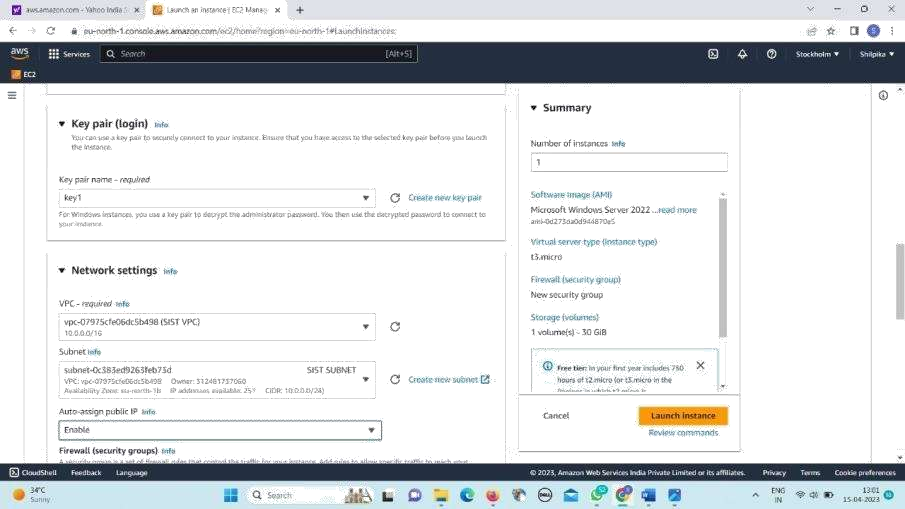 aws.amazon.com - Yahoo India S
Launch an instance | EC2 Manag
eu-north-1.console.aws.amazon.com/ec2/home?region=eu-north-1#LaunchInstances:
aws
Services
Search
[Alt+S]
Stockholm
Shilpika
EC2
Key pair (login) Info
You can use a key pair to securely connect to your instance. Ensure that you have access to the selected key pair before you launch
the instance.
Key pair name - required
key1
Create new key pair
For Windows instances, you use a key pair to decrypt the administrator password. You then use the decrypted password to connect to
your instance.
Network settings Info
VPC - required Info
vpc-07975cfe06dc5b498 (SIST VPC)
10.0.0.0/16
Subnet Info
subnet-0c383ed9263feb73d SIST SUBNET
VPC: vpc-07975cfe06dc5b498 Owner: 312481737060
Availability Zone: eu-north-1b IP addresses available: 251 CIDR: 10.0.0.0/24)
Create new subnet
Auto-assign public IP Info
Enable
Firewall (security groups) Info
A security group is a set of firewall rules that control the traffic for your instance. Add rules to allow specific traffic to reach your
Summary
Number of instances Info
1
Software Image (AMI)
Microsoft Windows Server 2022 ...read more
ami-0d273da0d944870e5
Virtual server type (instance type)
t3.micro
Firewall (security group)
New security group
Storage (volumes)
1 volume(s) - 30 GiB
Free tier: In your first year includes 750
hours of t2.micro (or t3.micro in the
Regions in which t2.micro is
Cancel
Launch instance
Review commands
CloudShell
Feedback
Language
© 2023, Amazon Web Services India Private Limited or its affiliates.
Privacy
Terms
Cookie preferences
34°C
Sunny
Search
ENG
IN
13:01
15-04-2023